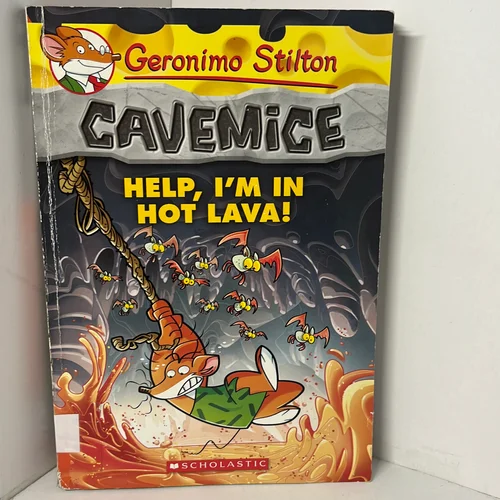 Geronimo Stilton
CAVEMICE
HELP, I'M IN
HOT LAVA!
SCHOLASTIC